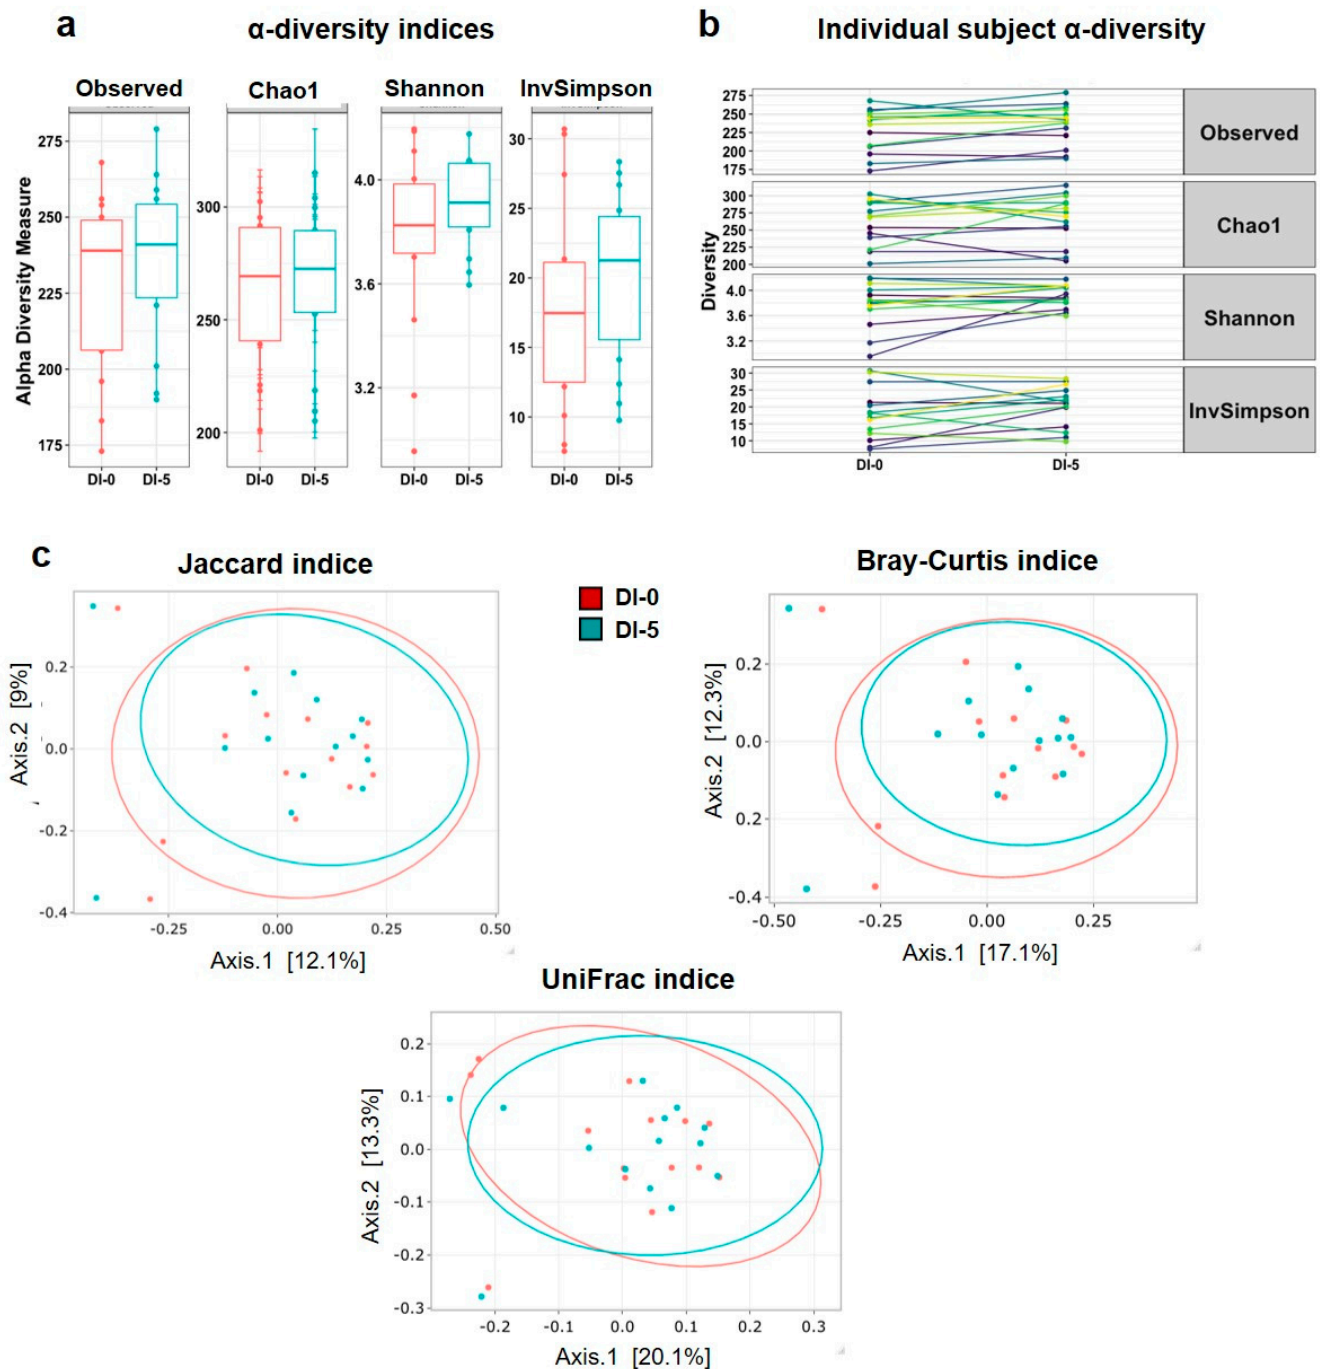 a
α-diversity indices
b
Individual subject α-diversity
Observed
Chao1
Shannon
InvSimpson
Alpha Diversity Measure
275
250
225
200
175
300
250
200
4.0
3.6
3.2
30
25
20
15
10
DI-0
DI-5
DI-0
DI-5
DI-0
DI-5
DI-0
DI-5
Diversity
275
250
225
200
175
Observed
300
275
250
225
200
Chao1
4.0
3.6
3.2
Shannon
30
25
20
15
10
InvSimpson
DI-0
DI-5
c
Jaccard indice
Axis.2 [9%]
0.2
0.0
-0.2
-0.4
-0.25
0.00
0.25
0.50
Axis.1 [12.1%]
DI-0
DI-5
Bray-Curtis indice
Axis.2 [12.3%]
0.2
0.0
0.2
-0.4
-0.50
-0.25
0.00
0.25
Axis.1 [17.1%]
UniFrac indice
Axis.2 [13.3%]
0.2
0.1
0.0
-0.1
-0.2
-0.3
-0.2
-0.1
0.0
0.1
0.2
0.3
Axis.1 [20.1%]